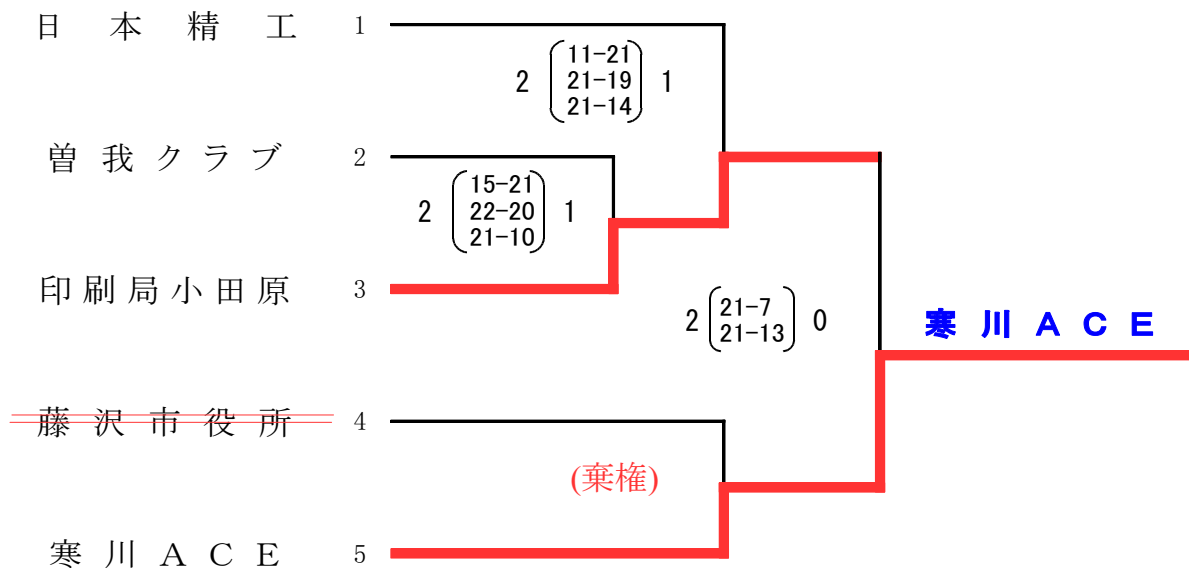 日本精工 1
11-21
2 21-19 1
21-14
曽我クラブ 2
15-21
2 22-20 1
21-10
印刷局小田原 3
2 21-7 0
21-13
寒川ACE
藤沢市役所 4
(棄権)
寒川ACE 5